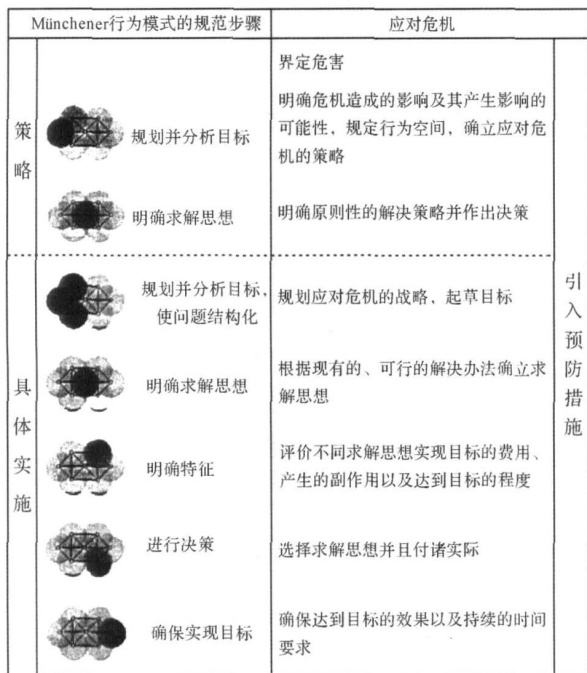 Münchener行为模式的规范步骤
应对危机
策略
界定危害
规划并分析目标
明确危机造成的影响及其产生影响的
可能性，规定行为空间，确立应对危
机的策略
明确求解思想
明确原则性的解决策略并作出决策
具体实施
规划并分析目标，
使问题结构化
规划应对危机的战略、起草目标
明确求解思想
根据现有的、可行的解决办法确立求
解思想
明确特征
评价不同求解思想实现目标的费用、
产生的副作用以及达到目标的程度
进行决策
选择求解思想并且付诸实际
确保实现目标
确保达到目标的效果以及持续的时间
要求
引入预防措施